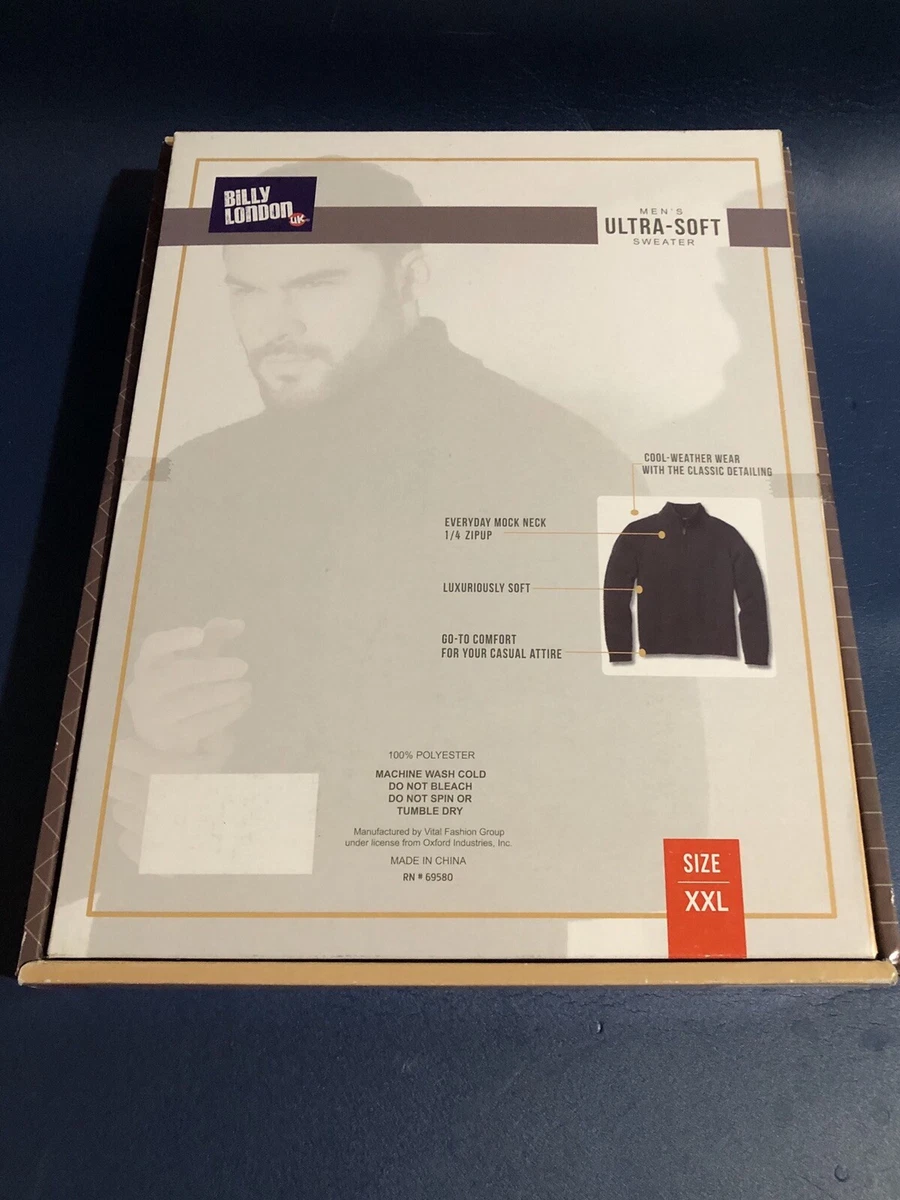 BiLLY
LONDON UK
MEN'S
ULTRA-SOFT
SWEATER
COOL-WEATHER WEAR
WITH THE CLASSIC DETAILING
EVERYDAY MOCK NECK
1/4 ZIPUP
LUXURIOUSLY SOFT
GO-TO COMFORT
FOR YOUR CASUAL ATTIRE
100% POLYESTER
MACHINE WASH COLD
DO NOT BLEACH
DO NOT SPIN OR
TUMBLE DRY
Manufactured by Vital Fashion Group
under license from Oxford Industries, Inc.
MADE IN CHINA
RN # 69580
SIZE
XXL